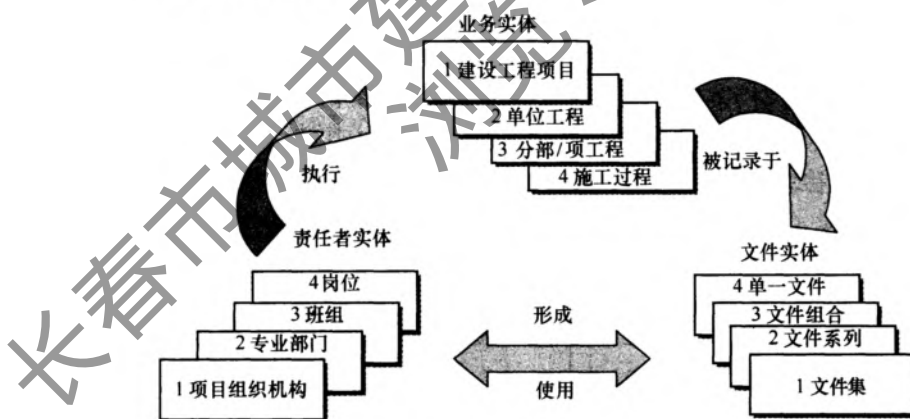 业务实体
1 建设工程项目
2 单位工程
3 分部/项工程
4 施工过程
执行
被记录于
责任者实体
4 岗位
3 班组
2 专业部门
1 项目组织机构
形成
使用
文件实体
4 单一文件
3 文件组合
2 文件系列
1 文件集
长春市城市建
浏览